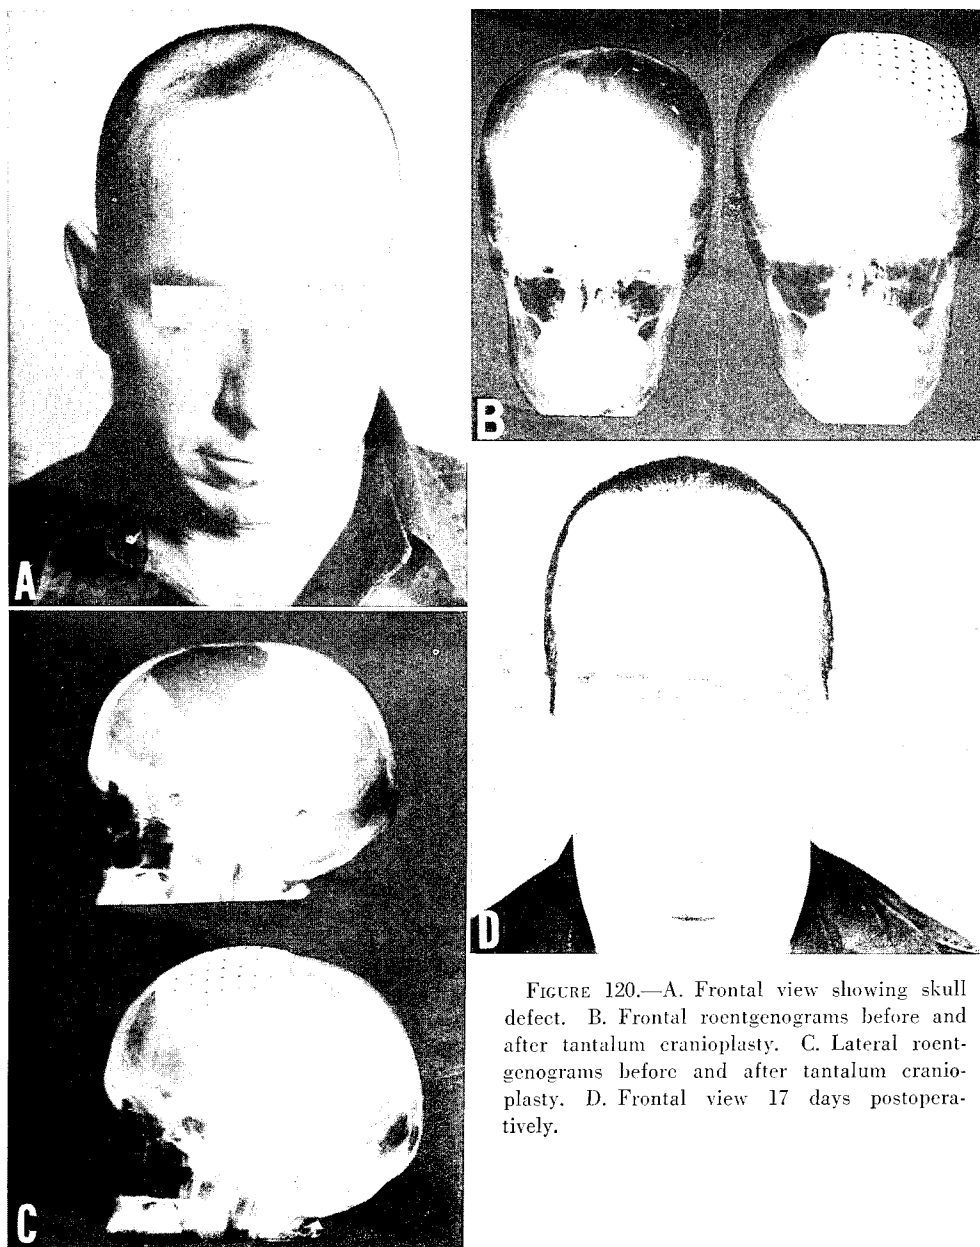 A
B
C
D
FIGURE 120.—A. Frontal view showing skull
defect. B. Frontal roentgenograms before and
after tantalum cranioplasty. C. Lateral roent-
genograms before and after tantalum cranio-
plasty. D. Frontal view 17 days postopera-
tively.